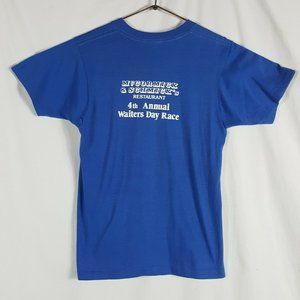 McCORMICK
& SCHMICK's
RESTAURANT
4th Annual
Waiters Day Race